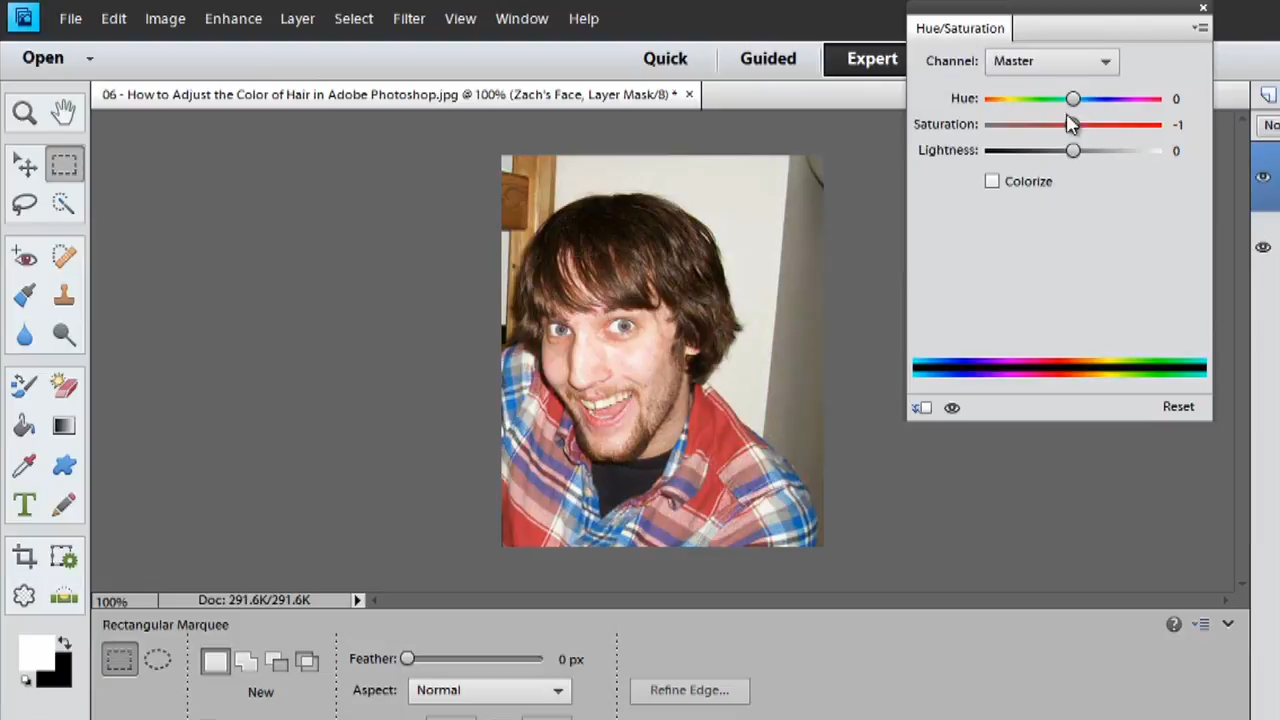 File Edit Image Enhance Layer Select Filter View Window Help
Open Quick Guided Expert
06 - How to Adjust the Color of Hair in Adobe Photoshop.jpg @ 100% (Zach's Face, Layer Mask/8) * ×
Hue/Saturation
Channel: Master
Hue: 0
Saturation: -1
Lightness: 0
Colorize
Reset
No
100% Doc: 291.6K/291.6K
Rectangular Marquee
New
Feather: 0 px
Aspect: Normal
Refine Edge...